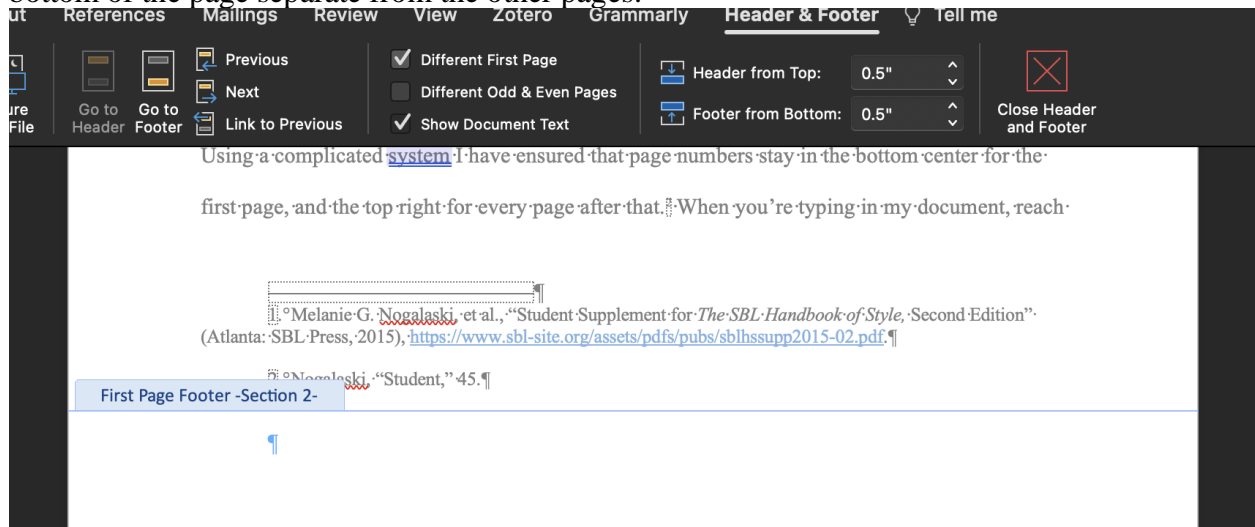 bottom of the page separate from the other pages.
ut References Mailings Review View Zotero Grammarly Header & Footer Tell me
Previous
Next
Link to Previous
Go to Header
Go to Footer
ure
File
Different First Page
Different Odd & Even Pages
Show Document Text
Header from Top: 0.5"
Footer from Bottom: 0.5"
Close Header
and Footer
Using a complicated system I have ensured that page numbers stay in the bottom center for the
first page, and the top right for every page after that.2 When you're typing in my document, reach
1. Melanie G. Nogalaski, et al., “Student Supplement for The SBL Handbook of Style, Second Edition”
(Atlanta: SBL Press, 2015), https://www.sbl-site.org/assets/pdfs/pubs/sblhssupp2015-02.pdf.¶
2. Nogalaski, “Student,” 45.¶
First Page Footer -Section 2-
¶